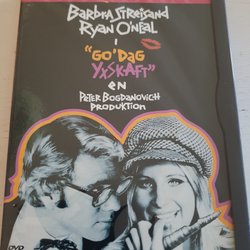 Barbra Streisand
Ryan O'Neal
i
"GO'DAG
YXSKAFT"
en
Peter Bogdanovich
Produktion
DVD